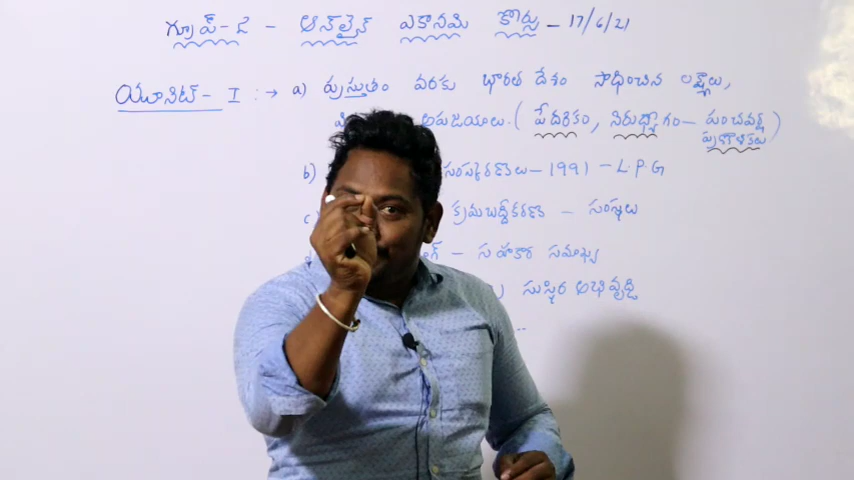 గ్రూప్-2 - ఆన్‌లైన్ ఎకానమి కోర్సు - 17/6/21
యూనిట్- I :→ a) ప్రస్తుతం వరకు భారత దేశం సాధించిన లక్ష్యాలు,
అపజయాలు. (పేదరికం, నిరుద్యోగం- పంచవర్ష
ప్రణాళికలు)
b) సంస్కరణలు-1991 - L.P.G
c) క్రమబద్ధీకరణ - సంస్థలు
- సహకార సమాఖ్య
సుస్థిర అభివృద్ధి